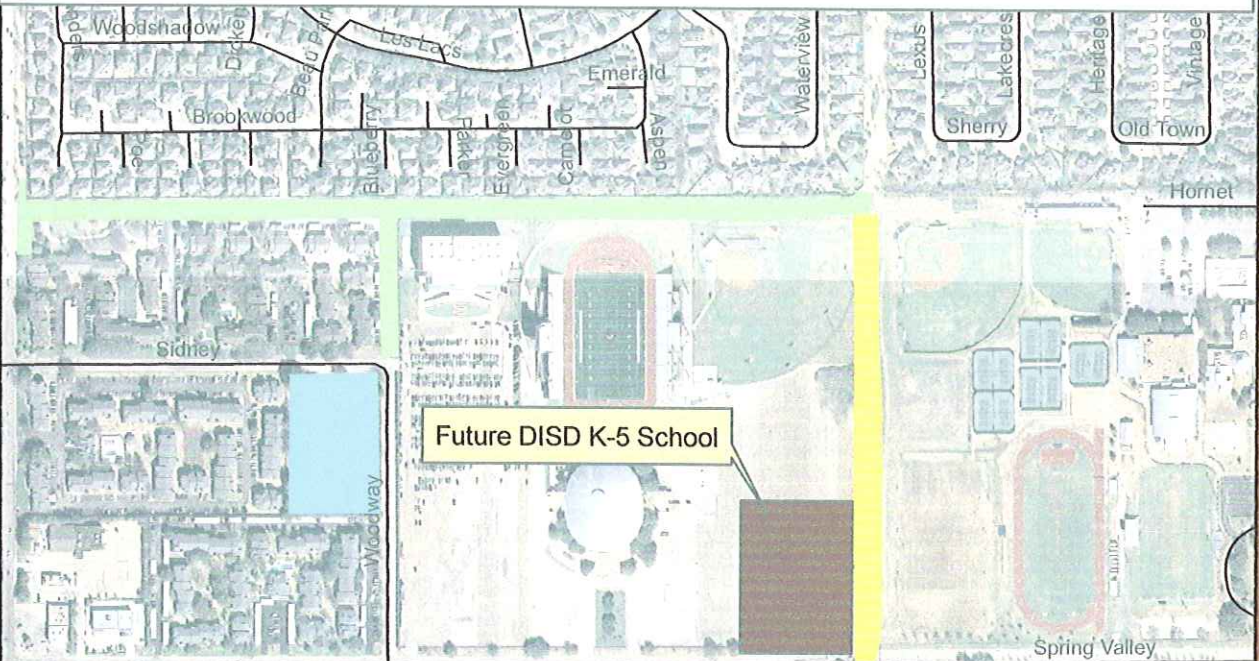 Woodshadow
Dicken
Beau Park
Les Lacs
Emerald
Waterview
Lexus
Lakecrest
Heritage
Vintage
Brookwood
Poe
Blueberry
Parker
Evergreen
Camelot
Aspen
Sherry
Old Town
Hornet
Sidney
Future DISD K-5 School
Woodway
Spring Valley